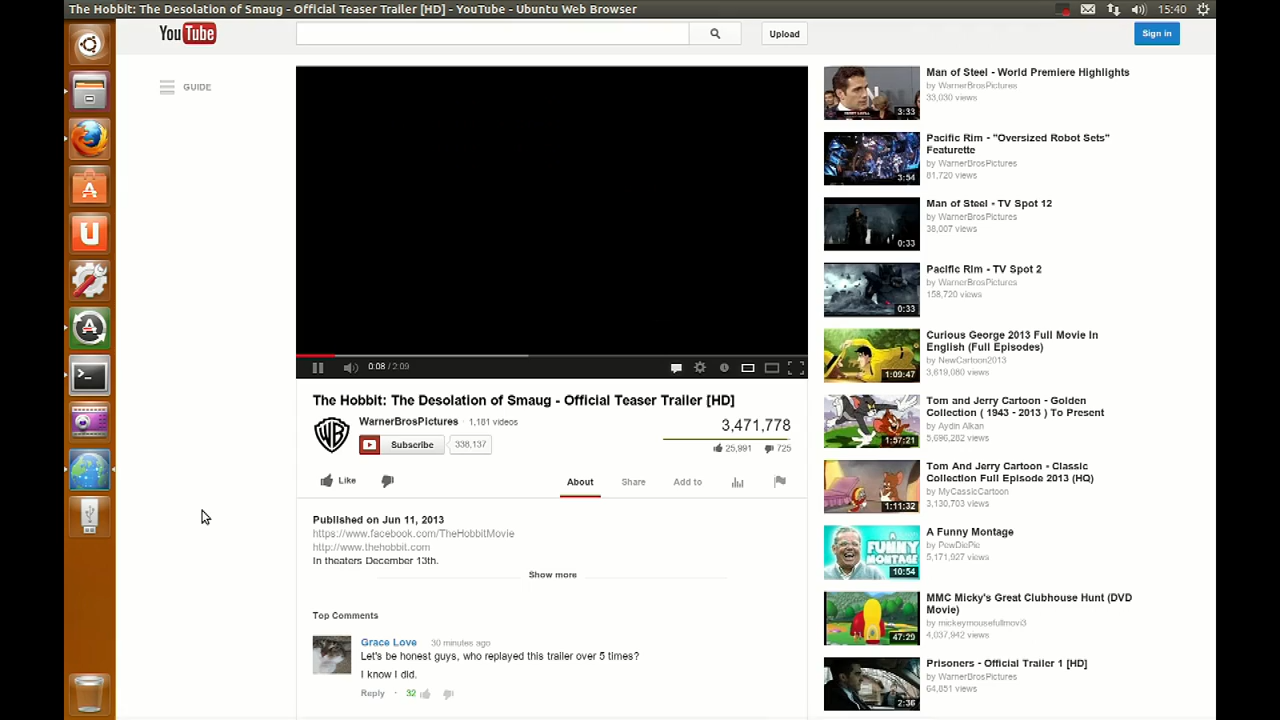 The Hobbit: The Desolation of Smaug - Official Teaser Trailer [HD] - YouTube - Ubuntu Web Browser
15:40
YouTube
Upload
Sign in
GUIDE
0:08 / 2:09
The Hobbit: The Desolation of Smaug - Official Teaser Trailer [HD]
WarnerBrosPictures · 1,181 videos
Subscribe
338,137
3,471,778
25,991
725
Like
About
Share
Add to
Published on Jun 11, 2013
https://www.facebook.com/TheHobbitMovie
http://www.thehobbit.com
In theaters December 13th.
Show more
Top Comments
Grace Love 30 minutes ago
Let's be honest guys, who replayed this trailer over 5 times?
I know I did.
Reply · 32
3:33
Man of Steel - World Premiere Highlights
by WarnerBrosPictures
33,030 views
3:54
Pacific Rim - "Oversized Robot Sets"
Featurette
by WarnerBrosPictures
81,720 views
0:33
Man of Steel - TV Spot 12
by WarnerBrosPictures
38,007 views
0:33
Pacific Rim - TV Spot 2
by WarnerBrosPictures
158,720 views
1:09:47
Curious George 2013 Full Movie In
English (Full Episodes)
by NewCartoon2013
3,619,080 views
1:57:21
Tom and Jerry Cartoon - Golden
Collection ( 1943 - 2013 ) To Present
by Aydin Alkan
5,696,282 views
1:11:32
Tom And Jerry Cartoon - Classic
Collection Full Episode 2013 (HQ)
by MyCassicCartoon
3,130,703 views
A FUNNY
MONTAGE
10:54
A Funny Montage
by PewDiePie
5,171,927 views
47:29
MMC Micky's Great Clubhouse Hunt (DVD
Movie)
by mickeymousefullmovi3
4,037,942 views
2:36
Prisoners - Official Trailer 1 [HD]
by WarnerBrosPictures
64,851 views